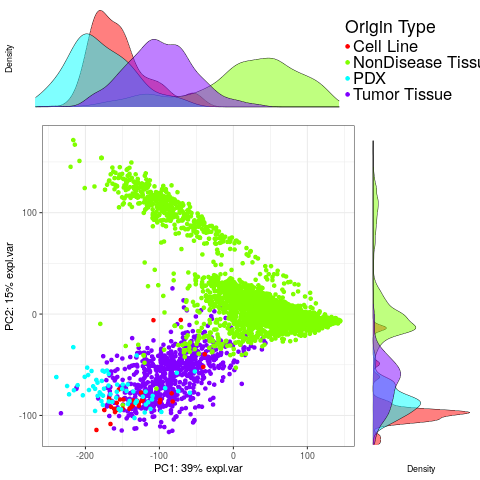 Density
Origin Type
Cell Line
NonDisease Tissu
PDX
Tumor Tissue
PC2: 15% expl.var
100
0
-100
-200
-100
0
100
PC1: 39% expl.var
Density